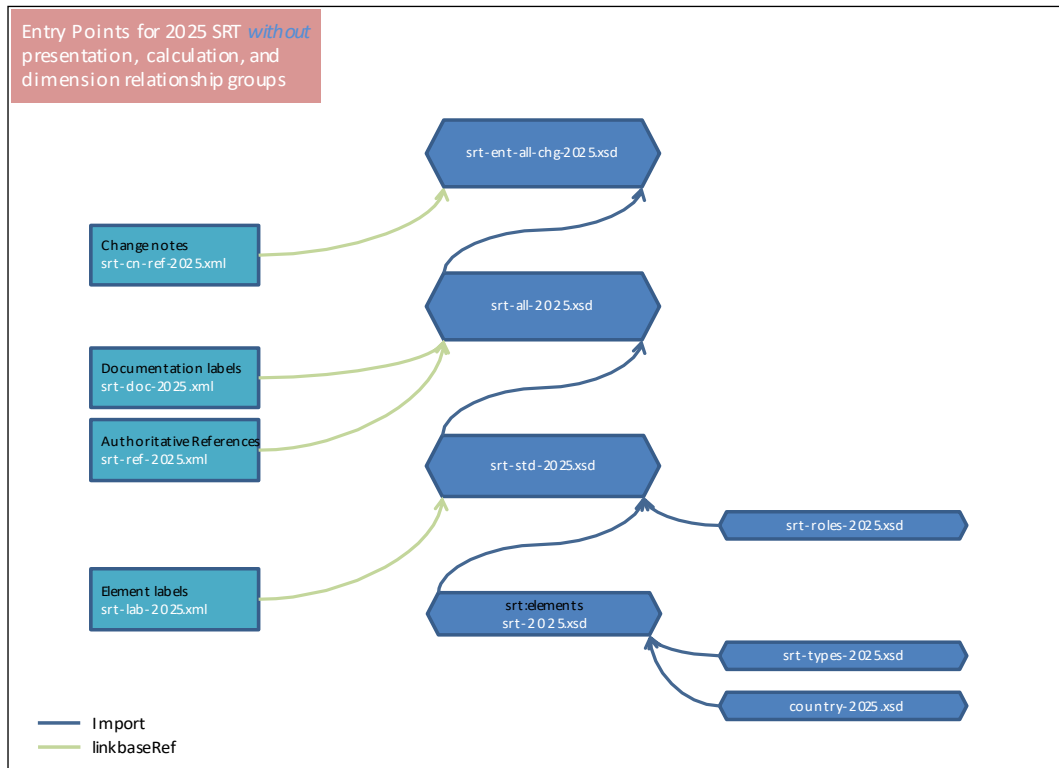 Entry Points for 2025 SRT without
presentation, calculation, and
dimension relationship groups
srt-ent-all-chg-2025.xsd
Change notes
srt-cn-ref-2025.xml
srt-all-2025.xsd
Documentation labels
srt-doc-2025.xml
Authoritative References
srt-ref-2025.xml
srt-std-2025.xsd
srt-roles-2025.xsd
Element labels
srt-lab-2025.xml
srt:elements
srt-2025.xsd
srt-types-2025.xsd
country-2025.xsd
Import
linkbaseRef